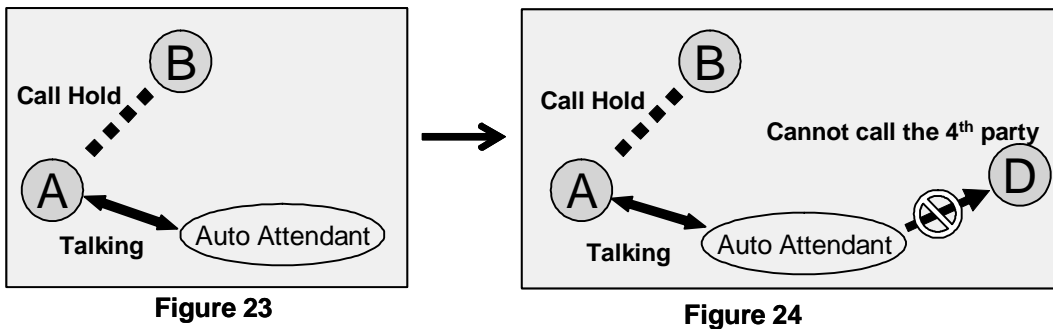 B
Call Hold
A
Talking
Auto Attendant
Figure 23
B
Call Hold
Cannot call the 4th party
A
D
Talking
Auto Attendant
Figure 24